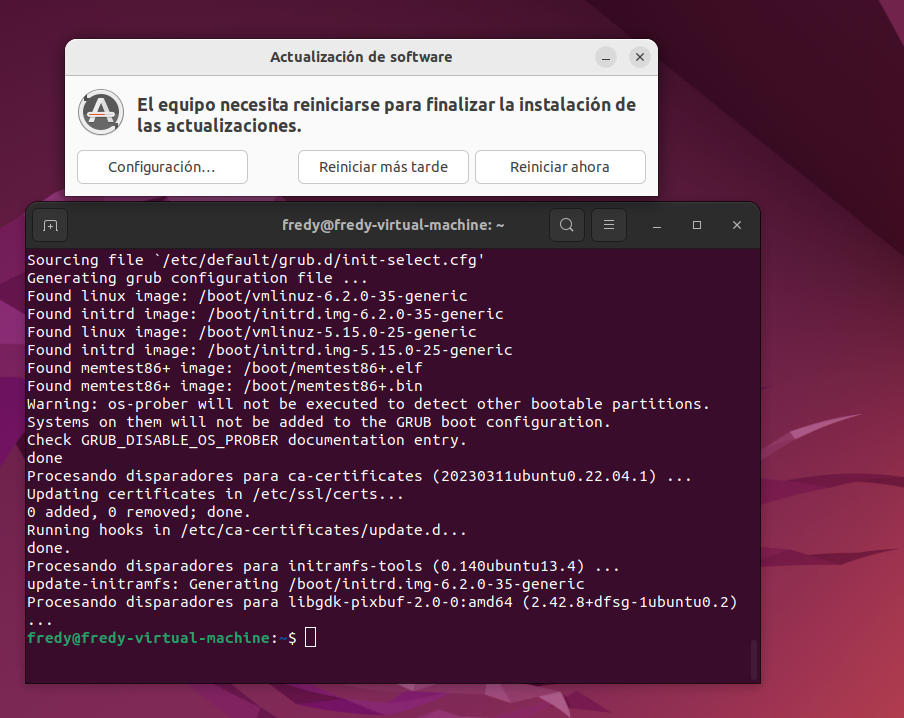 Actualización de software
El equipo necesita reiniciarse para finalizar la instalación de
las actualizaciones.
Configuración...
Reiniciar más tarde
Reiniciar ahora
fredy@fredy-virtual-machine: ~
Sourcing file `/etc/default/grub.d/init-select.cfg'
Generating grub configuration file ...
Found linux image: /boot/vmlinuz-6.2.0-35-generic
Found initrd image: /boot/initrd.img-6.2.0-35-generic
Found linux image: /boot/vmlinuz-5.15.0-25-generic
Found initrd image: /boot/initrd.img-5.15.0-25-generic
Found memtest86+ image: /boot/memtest86+.elf
Found memtest86+ image: /boot/memtest86+.bin
Warning: os-prober will not be executed to detect other bootable partitions.
Systems on them will not be added to the GRUB boot configuration.
Check GRUB_DISABLE_OS_PROBER documentation entry.
done
Procesando disparadores para ca-certificates (20230311ubuntu0.22.04.1) ...
Updating certificates in /etc/ssl/certs...
0 added, 0 removed; done.
Running hooks in /etc/ca-certificates/update.d...
done.
Procesando disparadores para initramfs-tools (0.140ubuntu13.4) ...
update-initramfs: Generating /boot/initrd.img-6.2.0-35-generic
Procesando disparadores para libgdk-pixbuf-2.0-0:amd64 (2.42.8+dfsg-1ubuntu0.2)
...
fredy@fredy-virtual-machine:~$